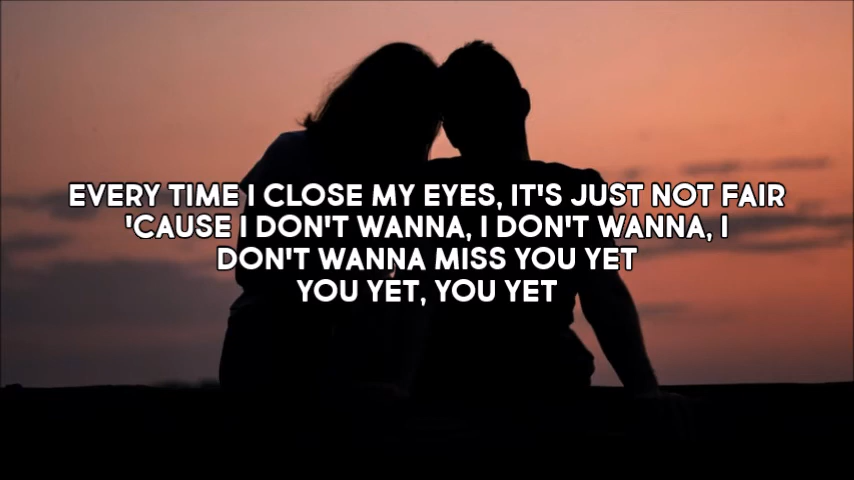 EVERY TIME I CLOSE MY EYES, IT'S JUST NOT FAIR
'CAUSE I DON'T WANNA, I DON'T WANNA, I
DON'T WANNA MISS YOU YET
YOU YET, YOU YET